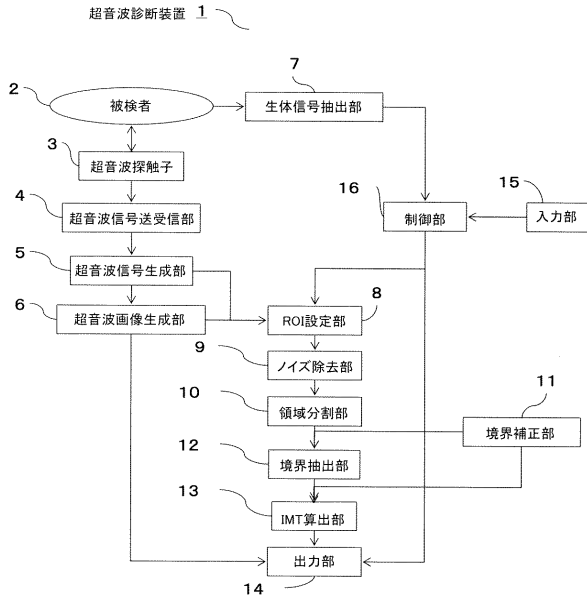 超音波診断装置 1
7
2
被検者
生体信号抽出部
3
超音波探触子
15
4
16
超音波信号送受信部
制御部
入力部
5
超音波信号生成部
6
超音波画像生成部
ROI設定部
8
9
ノイズ除去部
10
11
領域分割部
境界補正部
12
境界抽出部
13
IMT算出部
出力部
14